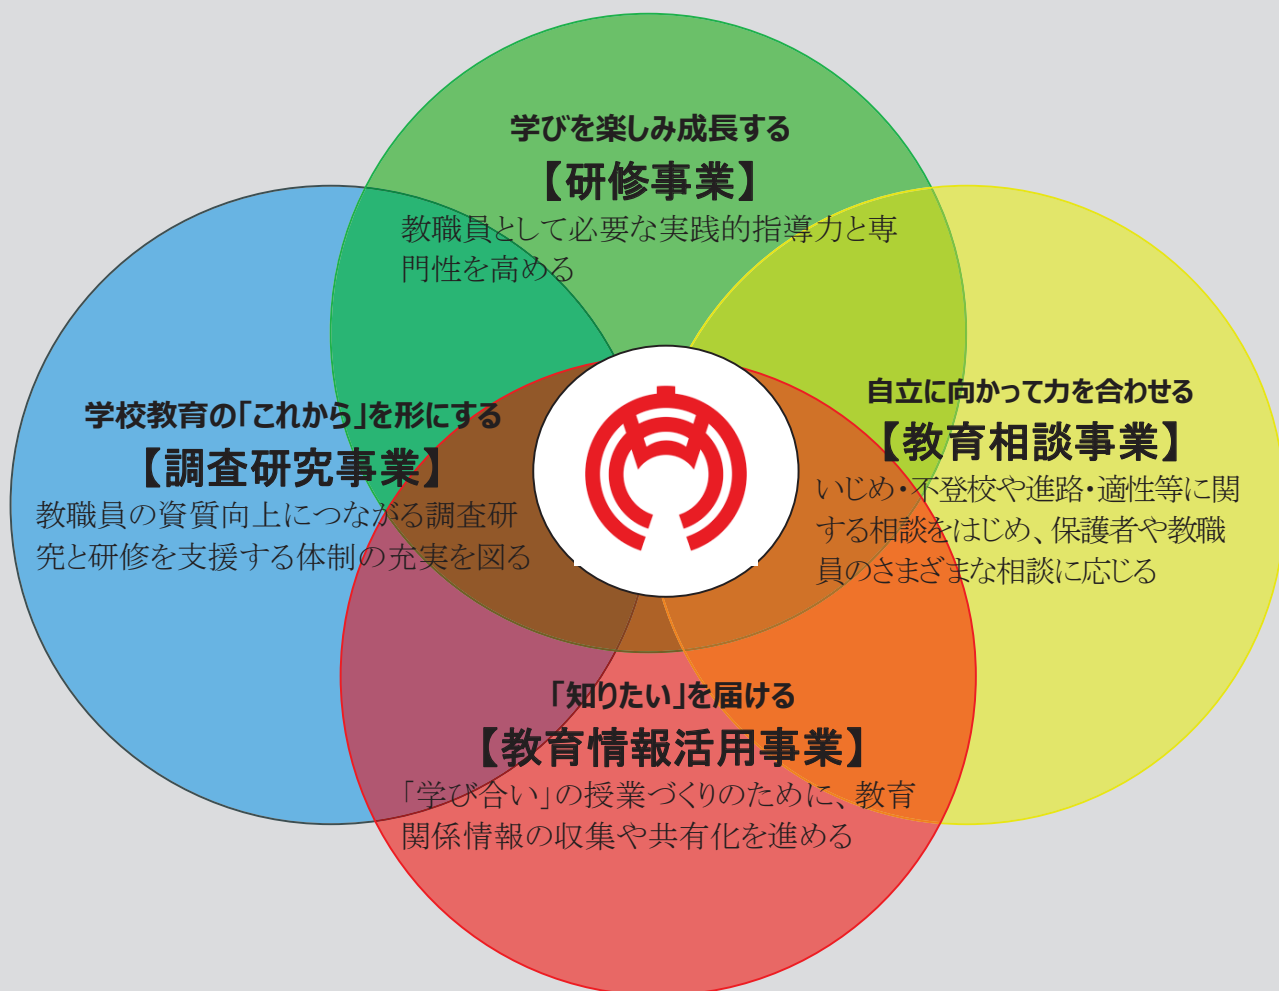 学びを楽しみ成長する
【研修事業】
教職員として必要な実践的指導力と専
門性を高める
学校教育の「これから」を形にする
【調査研究事業】
教職員の資質向上につながる調査研
究と研修を支援する体制の充実を図る
自立に向かって力を合わせる
【教育相談事業】
いじめ・不登校や進路・適性等に関
する相談をはじめ、保護者や教職
員のさまざまな相談に応じる
「知りたい」を届ける
【教育情報活用事業】
「学び合い」の授業づくりのために、教育
関係情報の収集や共有化を進める